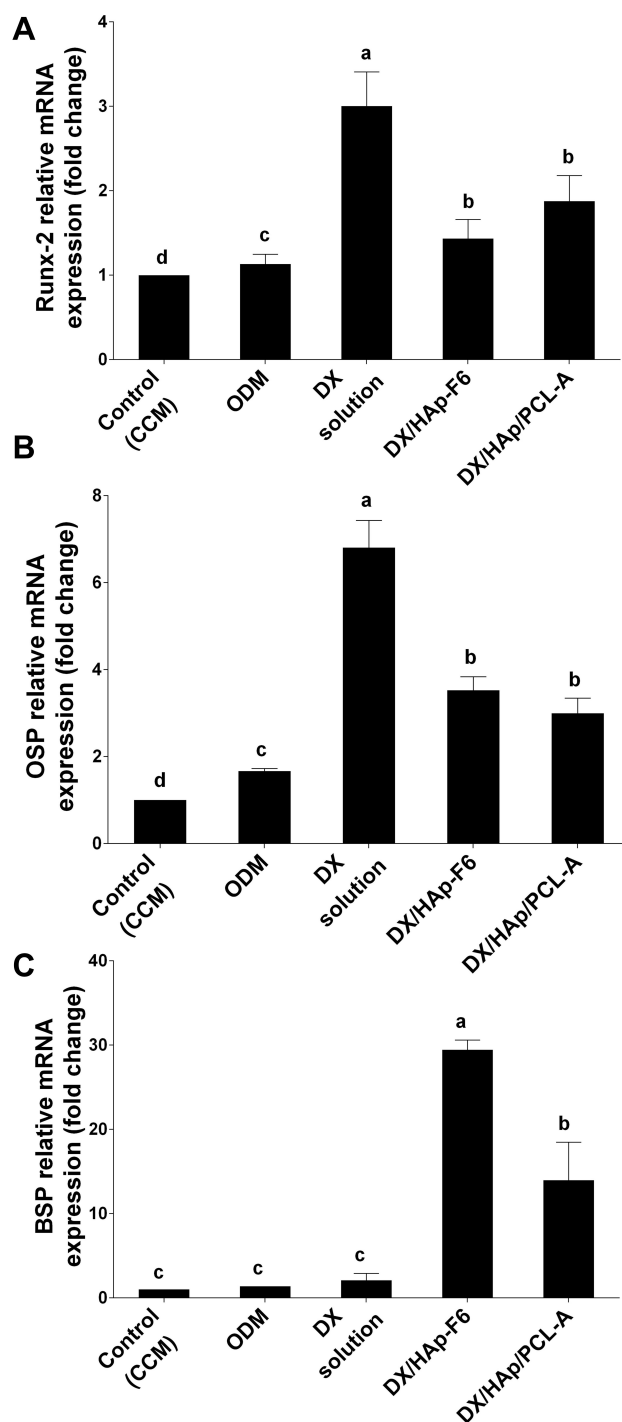 A
Runx-2 relative mRNA
expression (fold change)
4
3
2
1
0
d
c
a
b
b
Control
(CCM)
ODM
DX
solution
DX/HAp-F6
DX/HAp/PCL-A
B
OSP relative mRNA
expression (fold change)
8
6
4
2
0
d
c
a
b
b
Control
(CCM)
ODM
DX
solution
DX/HAp-F6
DX/HAp/PCL-A
C
BSP relative mRNA
expression (fold change)
40
30
20
10
0
c
c
c
a
b
Control
(CCM)
ODM
DX
solution
DX/HAp-F6
DX/HAp/PCL-A